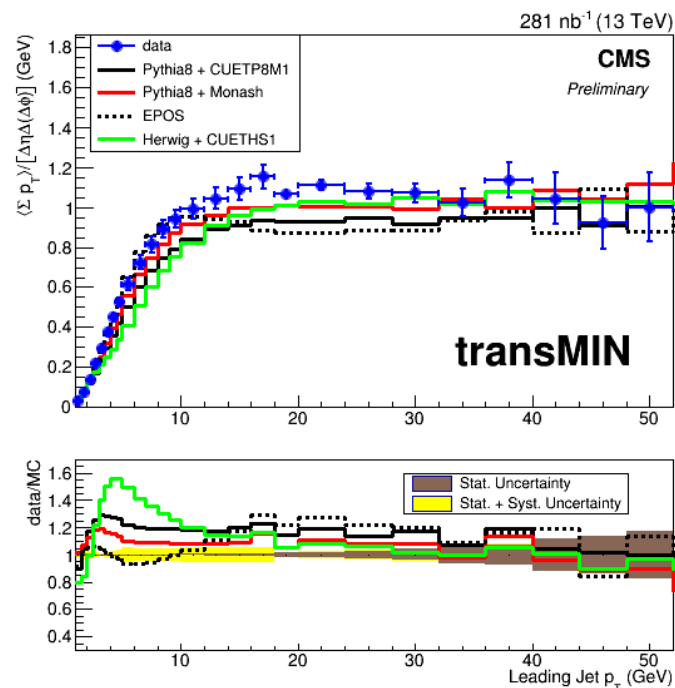 281 nb⁻¹ (13 TeV)
⟨Σ p_T⟩/[ΔηΔ(Δϕ)] (GeV)
1.8
1.6
1.4
1.2
1
0.8
0.6
0.4
0.2
0
data
Pythia8 + CUETP8M1
Pythia8 + Monash
EPOS
Herwig + CUETHS1
CMS
Preliminary
transMIN
10 20 30 40 50
data/MC
1.6
1.4
1.2
1
0.8
0.6
0.4
Stat. Uncertainty
Stat. + Syst. Uncertainty
10 20 30 40 50
Leading Jet p_T (GeV)